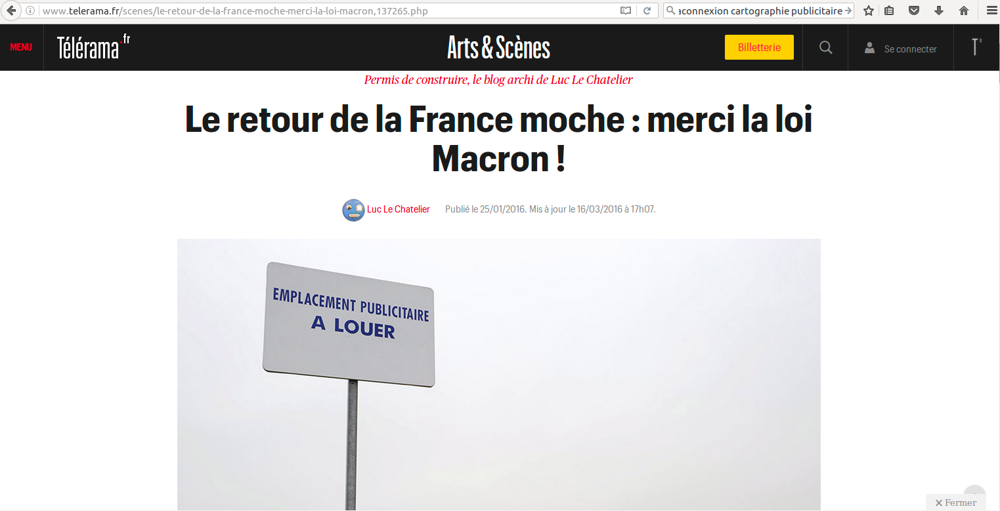 www.telerama.fr/scenes/le-retour-de-la-france-moche-merci-la-loi-macron,137265.php
aconnexion cartographie publicitaire
MENU
Télérama.fr
Arts & Scènes
Billetterie
Se connecter
T'
Permis de construire, le blog archi de Luc Le Chatelier
Le retour de la France moche : merci la loi
Macron !
Luc Le Chatelier
Publié le 25/01/2016. Mis à jour le 16/03/2016 à 17h07.
EMPLACEMENT PUBLICITAIRE
A LOUER
Fermer